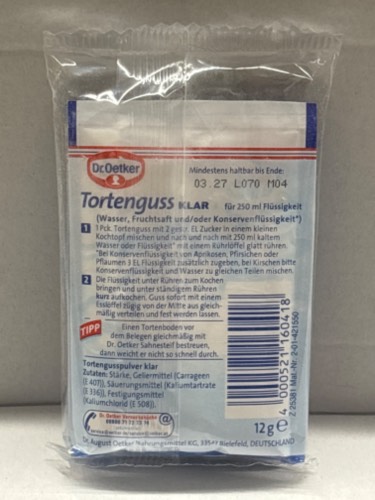 Dr.Oetker
Mindestens haltbar bis Ende:
03.27 L070 M04
Tortenguss KLAR für 250 ml Flüssigkeit
(Wasser, Fruchtsaft und/oder Konservenflüssigkeit*)
1 1 Pck. Tortenguss mit 2 gestr. EL Zucker in einem kleinen
Kochtopf mischen und nach und nach mit 250 ml kaltem
Wasser oder Flüssigkeit* mit einem Rührlöffel glatt rühren.
*Bei Konservenflüssigkeit von Aprikosen, Pfirsichen oder
Pflaumen 3 EL Flüssigkeit zusätzlich zugeben, bei Kirschen bitte
Konservenflüssigkeit und Wasser zu gleichen Teilen mischen.
2 Die Flüssigkeit unter Rühren zum Kochen
bringen und unter ständigem Rühren
kurz aufkochen. Guss sofort mit einem
Esslöffel zügig von der Mitte aus gleich-
mäßig verteilen und fest werden lassen.
TIPP Einen Tortenboden vor
dem Belegen gleichmäßig mit
Dr. Oetker Sahnesteif bestreuen,
dann weicht er nicht so schnell durch.
Tortengusspulver klar
Zutaten: Stärke, Geliermittel (Carrageen
(E 407)), Säuerungsmittel (Kaliumtartrate
(E 336)), Festigungsmittel
(Kaliumchlorid (E 508)).
4 000521 160418
12 g e
St. August Oetker Nahrungsmittel KG, 33547 Bielefeld, DEUTSCHLAND